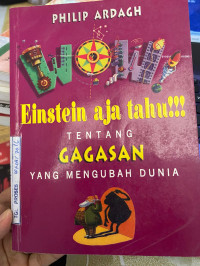 PHILIP ARDAGH
WOW!
Einstein aja tahu!!!
TENTANG
GAGASAN
YANG MENGUBAH DUNIA